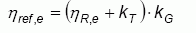 η_ref,e = (η_R,e + k_T) · k_G